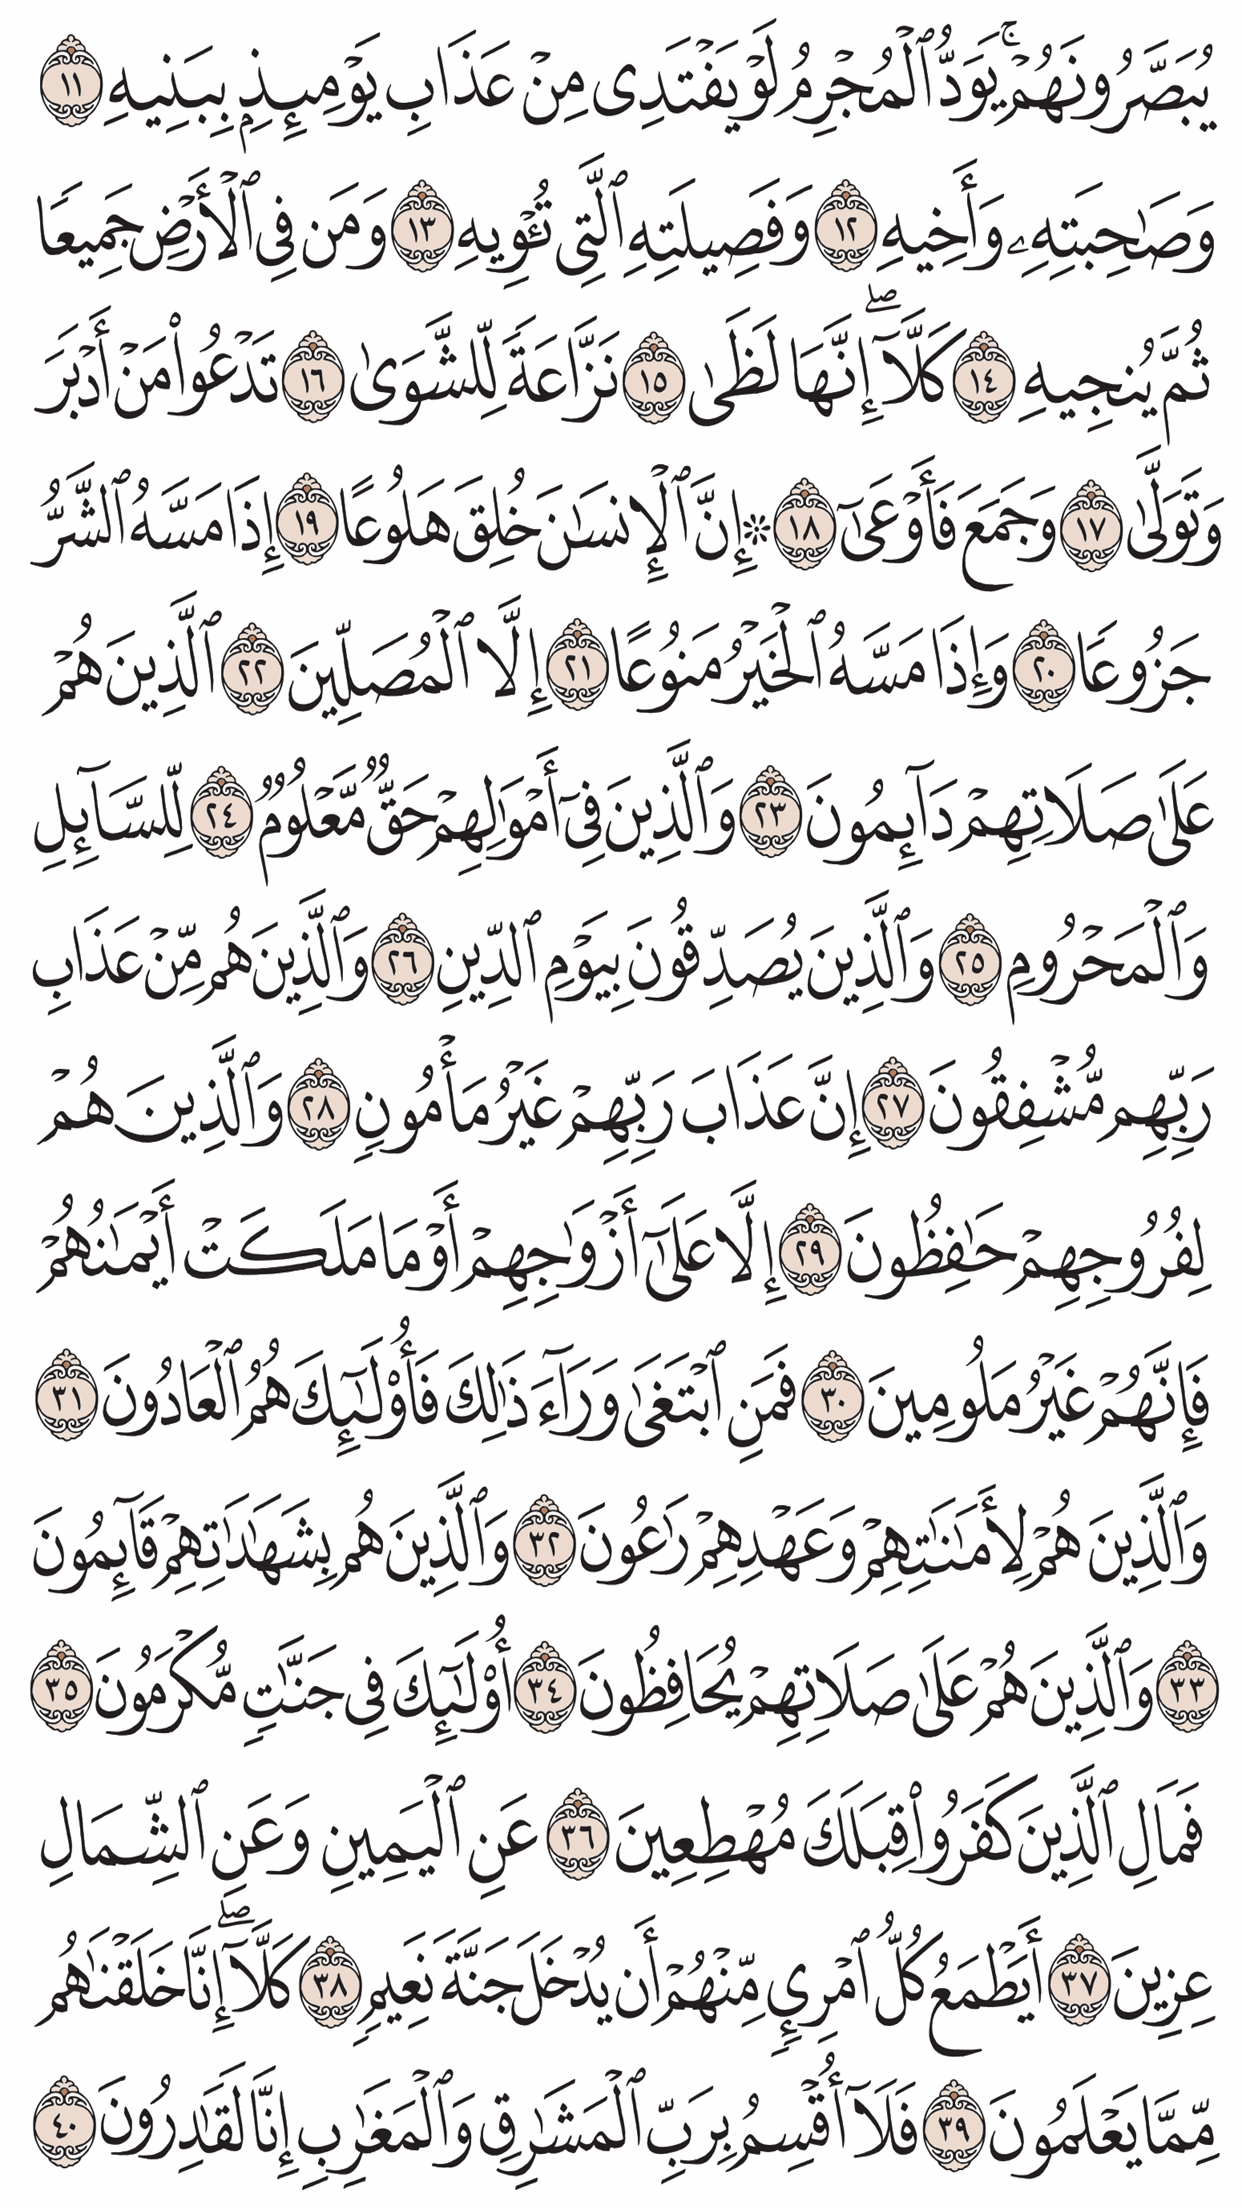 يُبَصَّرُونَهُمْۚ يَوَدُّ ٱلْمُجْرِمُ لَوْ يَفْتَدِى مِنْ عَذَابِ يَوْمِئِذِۭ بِبَنِيهِ ١١
وَصَٰحِبَتِهِۦ وَأَخِيهِ ١٢ وَفَصِيلَتِهِ ٱلَّتِى تُـْٔوِيهِ ١٣ وَمَن فِى ٱلْأَرْضِ جَمِيعًا
ثُمَّ يُنجِيهِ ١٤ كَلَّآۖ إِنَّهَا لَظَىٰ ١٥ نَزَّاعَةً لِّلشَّوَىٰ ١٦ تَدْعُوا۟ مَنْ أَدْبَرَ
وَتَوَلَّىٰ ١٧ وَجَمَعَ فَأَوْعَىٰٓ ١٨ ۞ إِنَّ ٱلْإِنسَٰنَ خُلِقَ هَلُوعًا ١٩ إِذَا مَسَّهُ ٱلشَّرُّ
جَزُوعًا ٢٠ وَإِذَا مَسَّهُ ٱلْخَيْرُ مَنُوعًا ٢١ إِلَّا ٱلْمُصَلِّينَ ٢٢ ٱلَّذِينَ هُمْ
عَلَىٰ صَلَاتِهِمْ دَآئِمُونَ ٢٣ وَٱلَّذِينَ فِىٓ أَمْوَٰلِهِمْ حَقٌّ مَّعْلُومٌ ٢٤ لِّلسَّآئِلِ
وَٱلْمَحْرُومِ ٢٥ وَٱلَّذِينَ يُصَدِّقُونَ بِيَوْمِ ٱلدِّينِ ٢٦ وَٱلَّذِينَ هُم مِّنْ عَذَابِ
رَبِّهِم مُّشْفِقُونَ ٢٧ إِنَّ عَذَابَ رَبِّهِمْ غَيْرُ مَأْمُونٍ ٢٨ وَٱلَّذِينَ هُمْ
لِفُرُوجِهِمْ حَٰفِظُونَ ٢٩ إِلَّا عَلَىٰٓ أَزْوَٰجِهِمْ أَوْ مَا مَلَكَتْ أَيْمَٰنُهُمْ
فَإِنَّهُمْ غَيْرُ مَلُومِينَ ٣٠ فَمَنِ ٱبْتَغَىٰ وَرَآءَ ذَٰلِكَ فَأُو۟لَٰٓئِكَ هُمُ ٱلْعَادُونَ ٣١
وَٱلَّذِينَ هُمْ لِأَمَٰنَٰتِهِمْ وَعَهْدِهِمْ رَٰعُونَ ٣٢ وَٱلَّذِينَ هُم بِشَهَٰدَٰتِهِمْ قَآئِمُونَ
٣٣ وَٱلَّذِينَ هُمْ عَلَىٰ صَلَاتِهِمْ يُحَافِظُونَ ٣٤ أُو۟لَٰٓئِكَ فِى جَنَّٰتٍ مُّكْرَمُونَ ٣٥
فَمَالِ ٱلَّذِينَ كَفَرُوا۟ قِبَلَكَ مُهْطِعِينَ ٣٦ عَنِ ٱلْيَمِينِ وَعَنِ ٱلشِّمَالِ
عِزِينَ ٣٧ أَيَطْمَعُ كُلُّ ٱمْرِئٍ مِّنْهُمْ أَن يُدْخَلَ جَنَّةَ نَعِيمٍ ٣٨ كَلَّآۖ إِنَّا خَلَقْنَٰهُم
مِّمَّا يَعْلَمُونَ ٣٩ فَلَآ أُقْسِمُ بِرَبِّ ٱلْمَشَٰرِقِ وَٱلْمَغَٰرِبِ إِنَّا لَقَٰدِرُونَ ٤٠